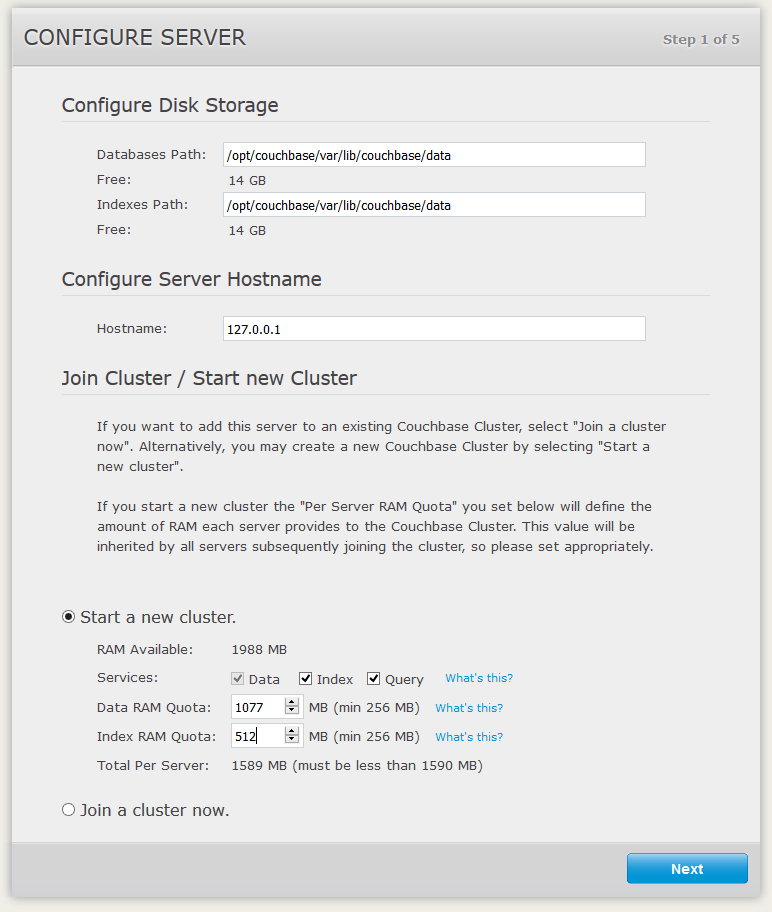 CONFIGURE SERVER
Step 1 of 5
Configure Disk Storage
Databases Path: /opt/couchbase/var/lib/couchbase/data
Free: 14 GB
Indexes Path: /opt/couchbase/var/lib/couchbase/data
Free: 14 GB
Configure Server Hostname
Hostname: 127.0.0.1
Join Cluster / Start new Cluster
If you want to add this server to an existing Couchbase Cluster, select "Join a cluster
now". Alternatively, you may create a new Couchbase Cluster by selecting "Start a
new cluster".
If you start a new cluster the "Per Server RAM Quota" you set below will define the
amount of RAM each server provides to the Couchbase Cluster. This value will be
inherited by all servers subsequently joining the cluster, so please set appropriately.
Start a new cluster.
RAM Available: 1988 MB
Services: Data Index Query What's this?
Data RAM Quota: 1077 MB (min 256 MB) What's this?
Index RAM Quota: 512 MB (min 256 MB) What's this?
Total Per Server: 1589 MB (must be less than 1590 MB)
Join a cluster now.
Next